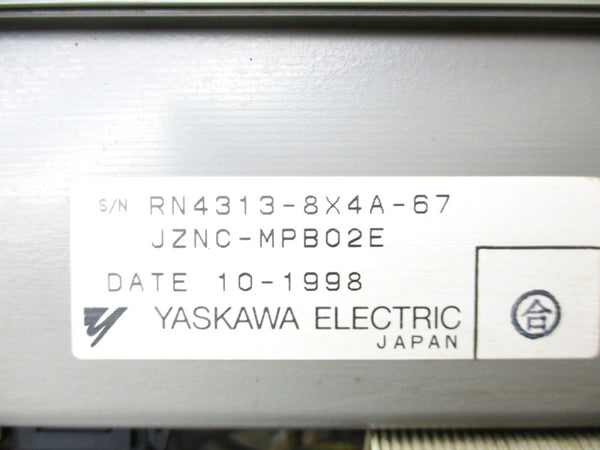 S/N RN4313-8X4A-67
JZNC-MPB02E
DATE 10-1998
YASKAWA ELECTRIC
JAPAN
合